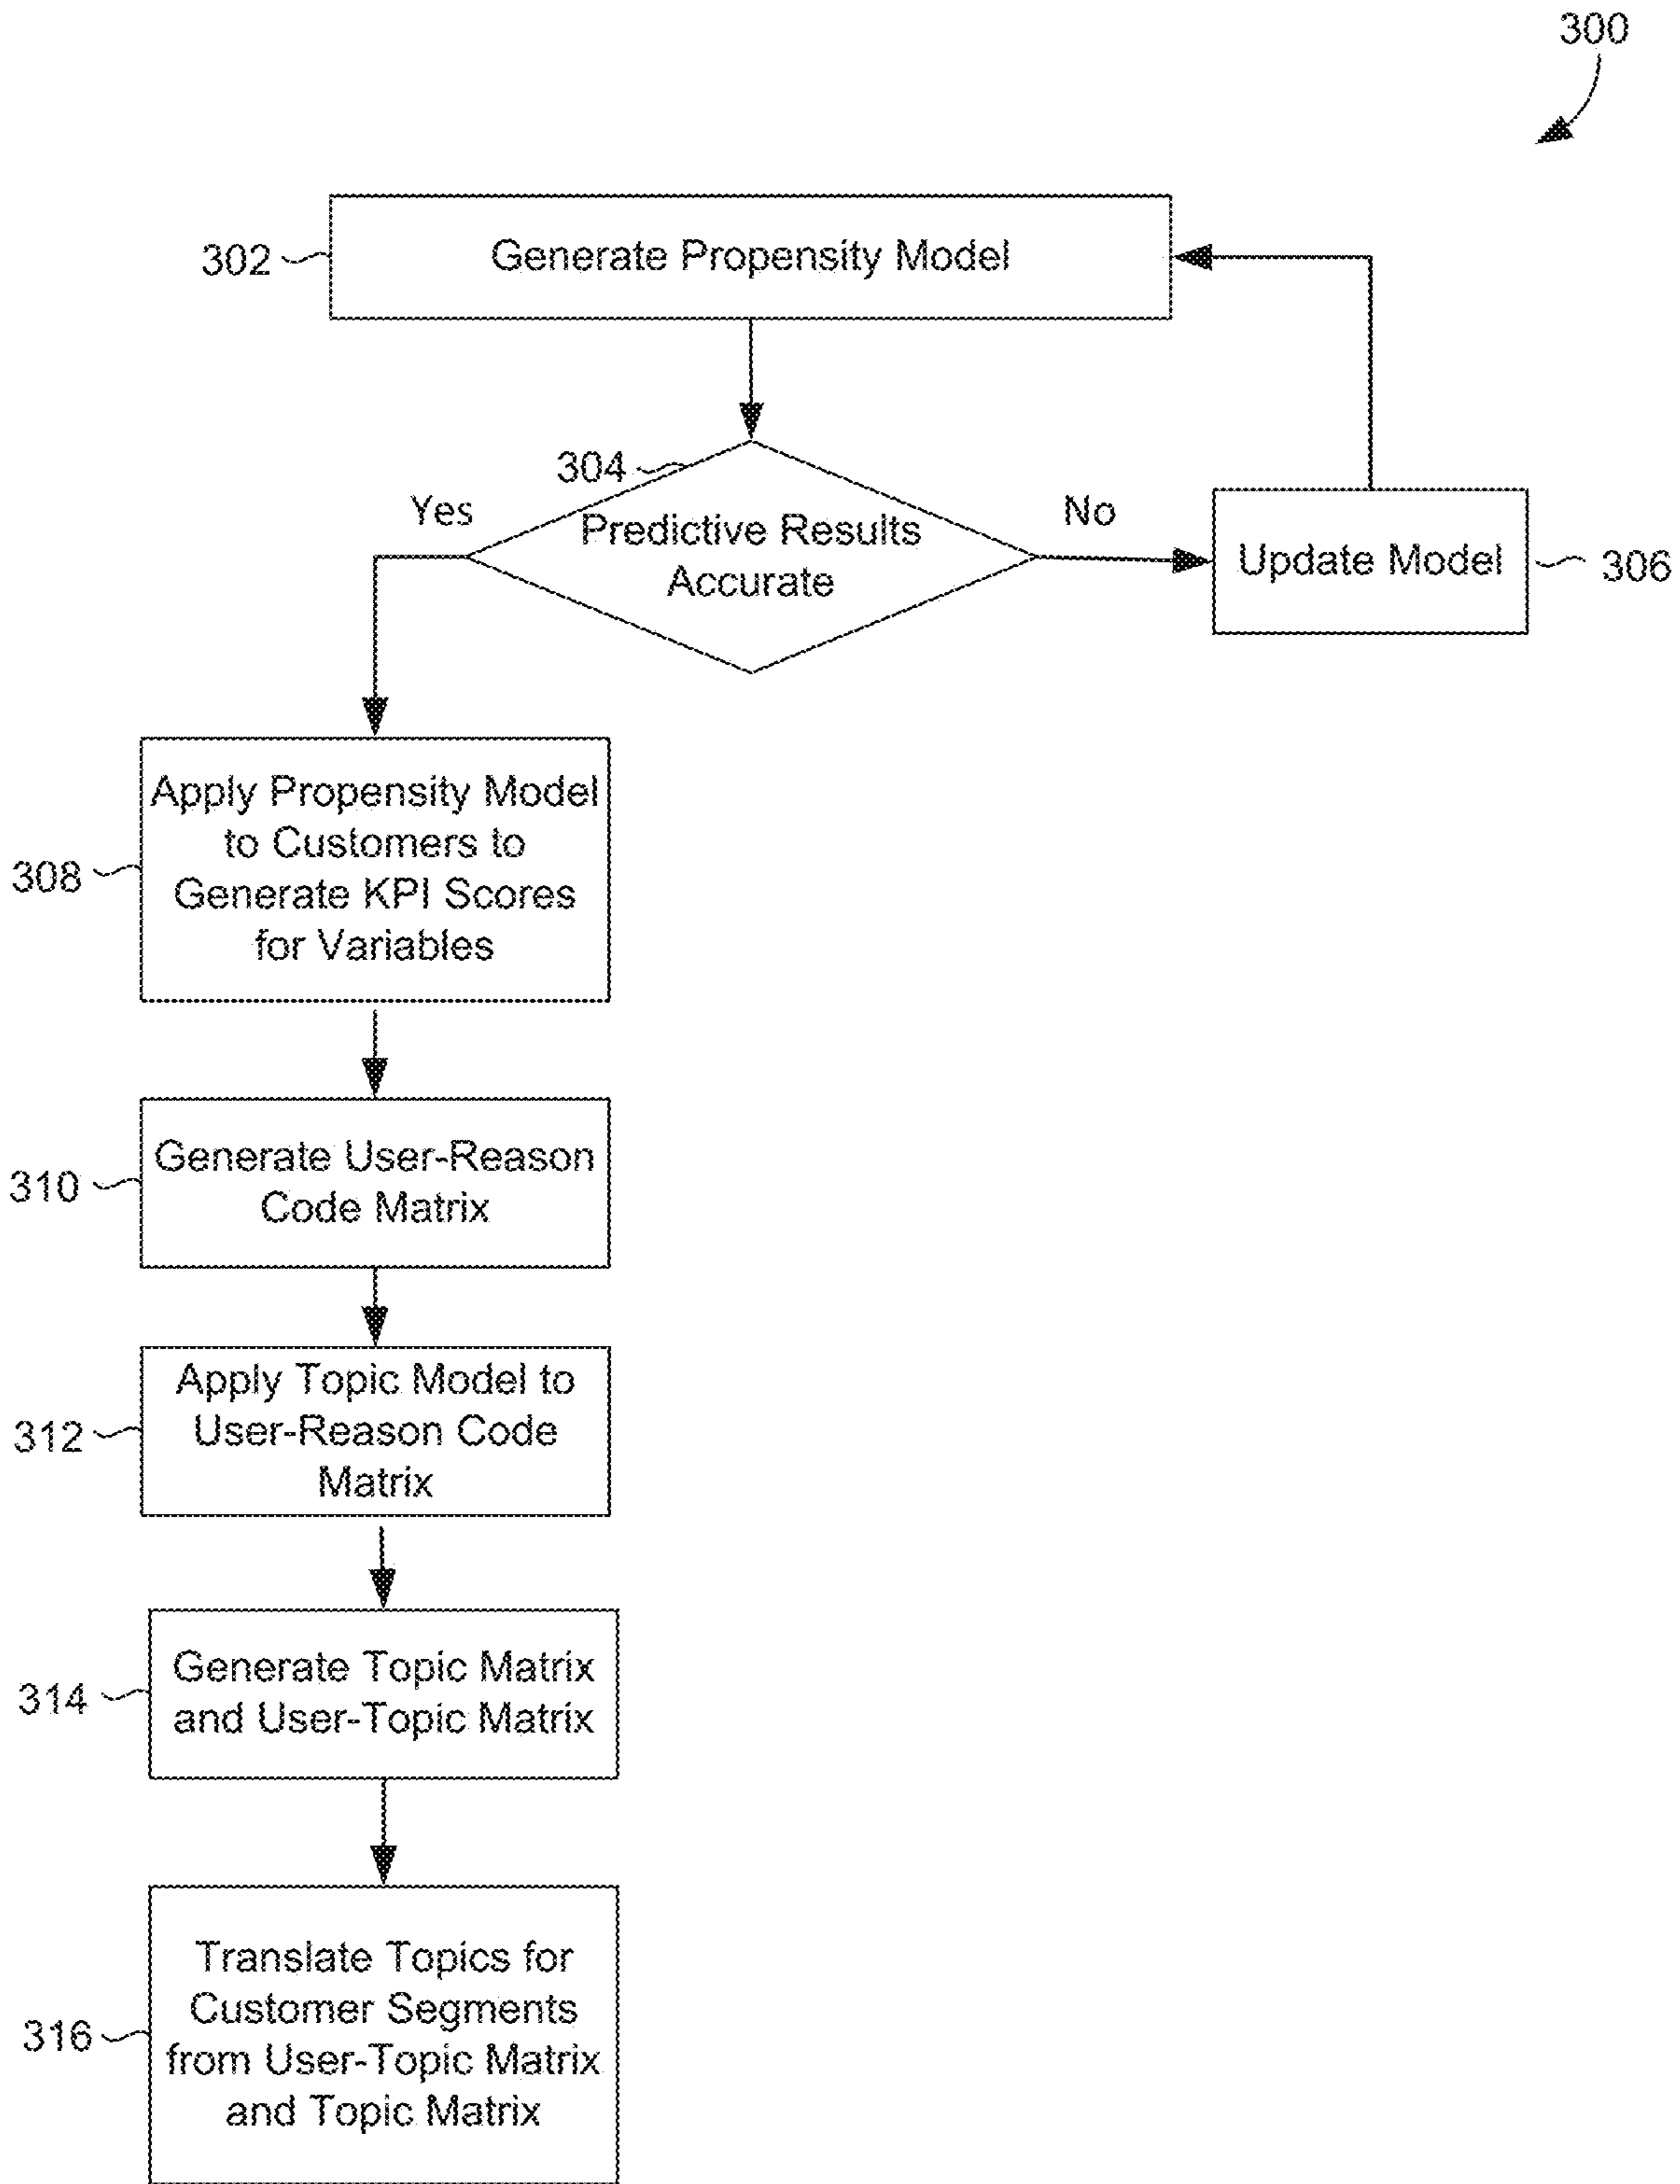 300
302
Generate Propensity Model
304
Yes
No
Predictive Results
Accurate
Update Model
306
308
Apply Propensity Model
to Customers to
Generate KPI Scores
for Variables
310
Generate User-Reason
Code Matrix
312
Apply Topic Model to
User-Reason Code
Matrix
314
Generate Topic Matrix
and User-Topic Matrix
316
Translate Topics for
Customer Segments
from User-Topic Matrix
and Topic Matrix